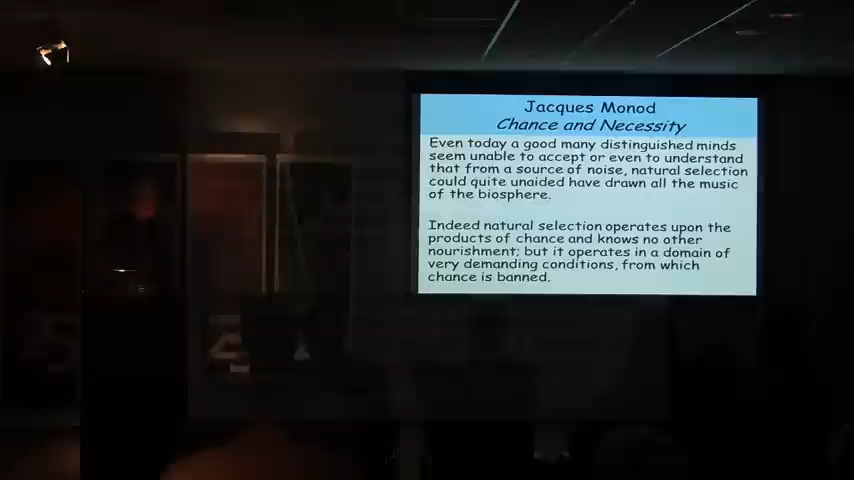 Jacques Monod
Chance and Necessity
Even today a good many distinguished minds
seem unable to accept or even to understand
that from a source of noise, natural selection
could quite unaided have drawn all the music
of the biosphere.
Indeed natural selection operates upon the
products of chance and knows no other
nourishment; but it operates in a domain of
very demanding conditions, from which
chance is banned.